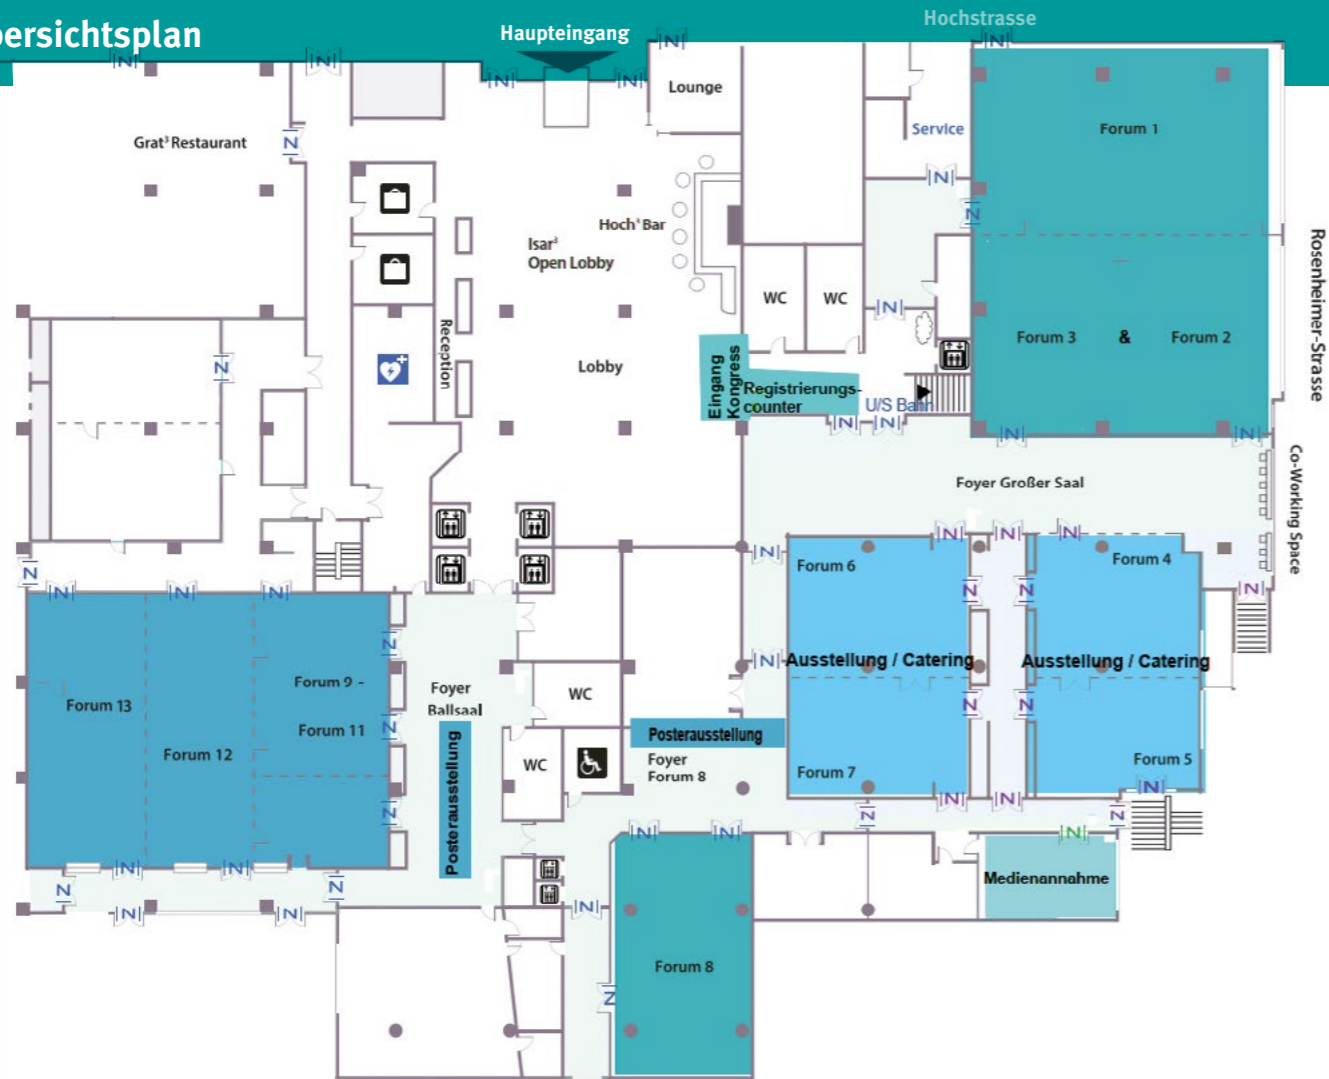 bersichtsplan
Haupteingang
Hochstrasse
Lounge
Grat³ Restaurant
Service
Forum 1
Hoch³ Bar
Isar³
Open Lobby
WC
WC
Rosenheimer-Strasse
Reception
Lobby
Eingang
Kongress
Registrierungs-
counter
U/S Bahn
Forum 3 & Forum 2
Foyer Großer Saal
Co-Working Space
Forum 6
Forum 4
Ausstellung / Catering
Ausstellung / Catering
Forum 7
Forum 5
Forum 13
Forum 12
Forum 9 -
Forum 11
Foyer
Ballsaal
Posterausstellung
WC
WC
Posterausstellung
Foyer
Forum 8
Medienannahme
Forum 8